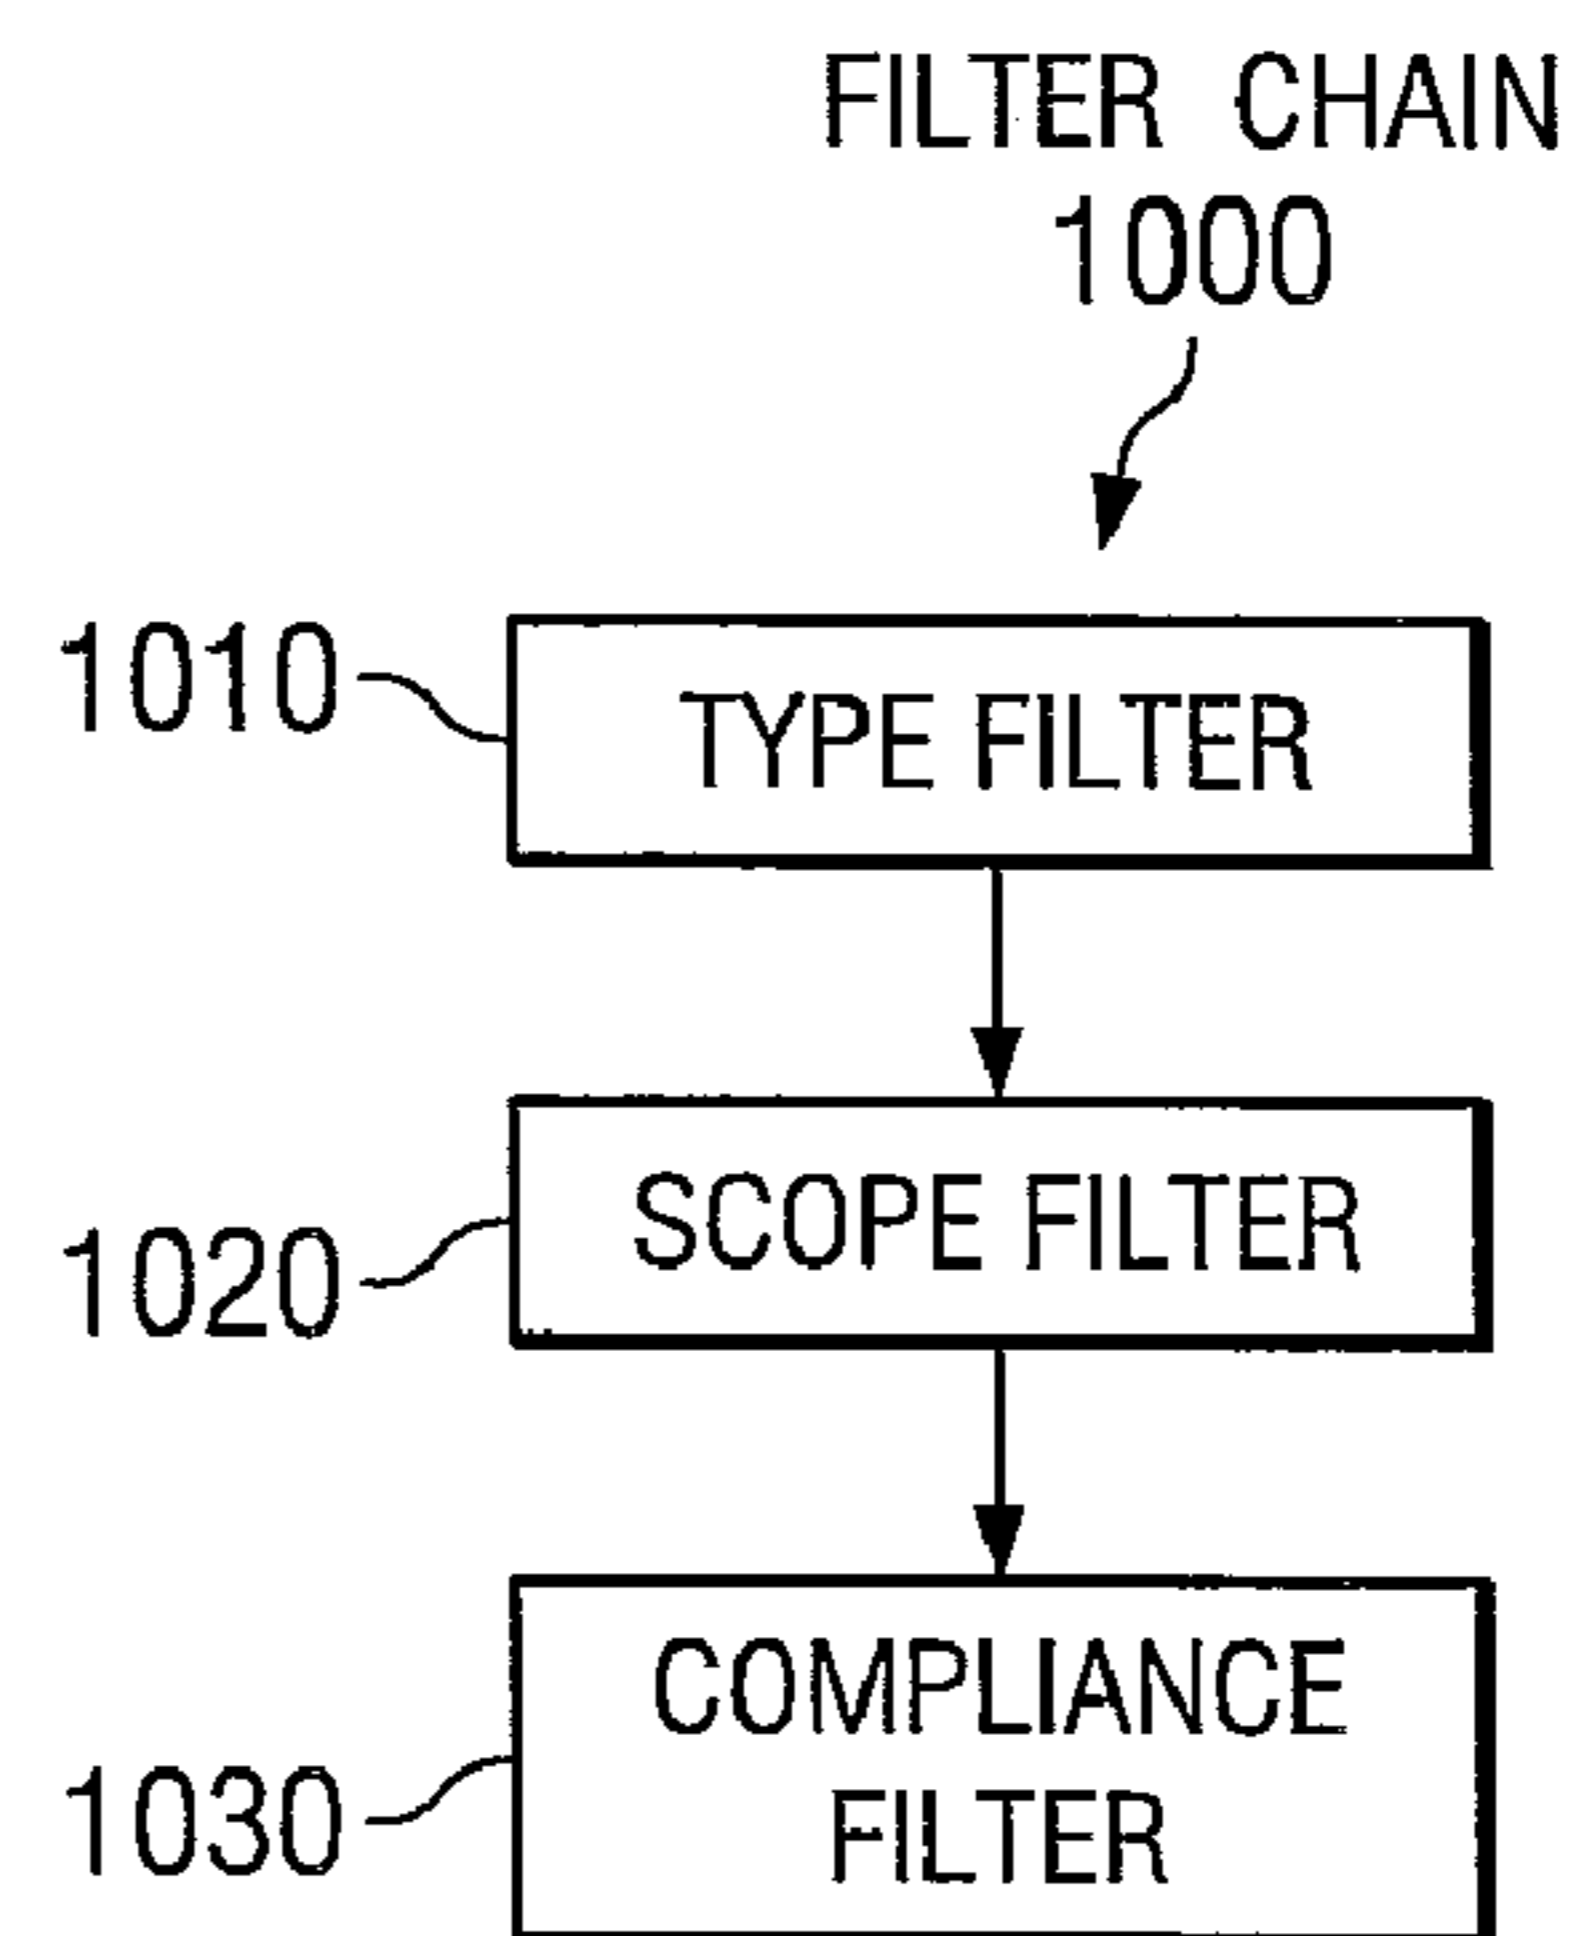 FILTER CHAIN
1000
1010
TYPE FILTER
1020
SCOPE FILTER
1030
COMPLIANCE
FILTER